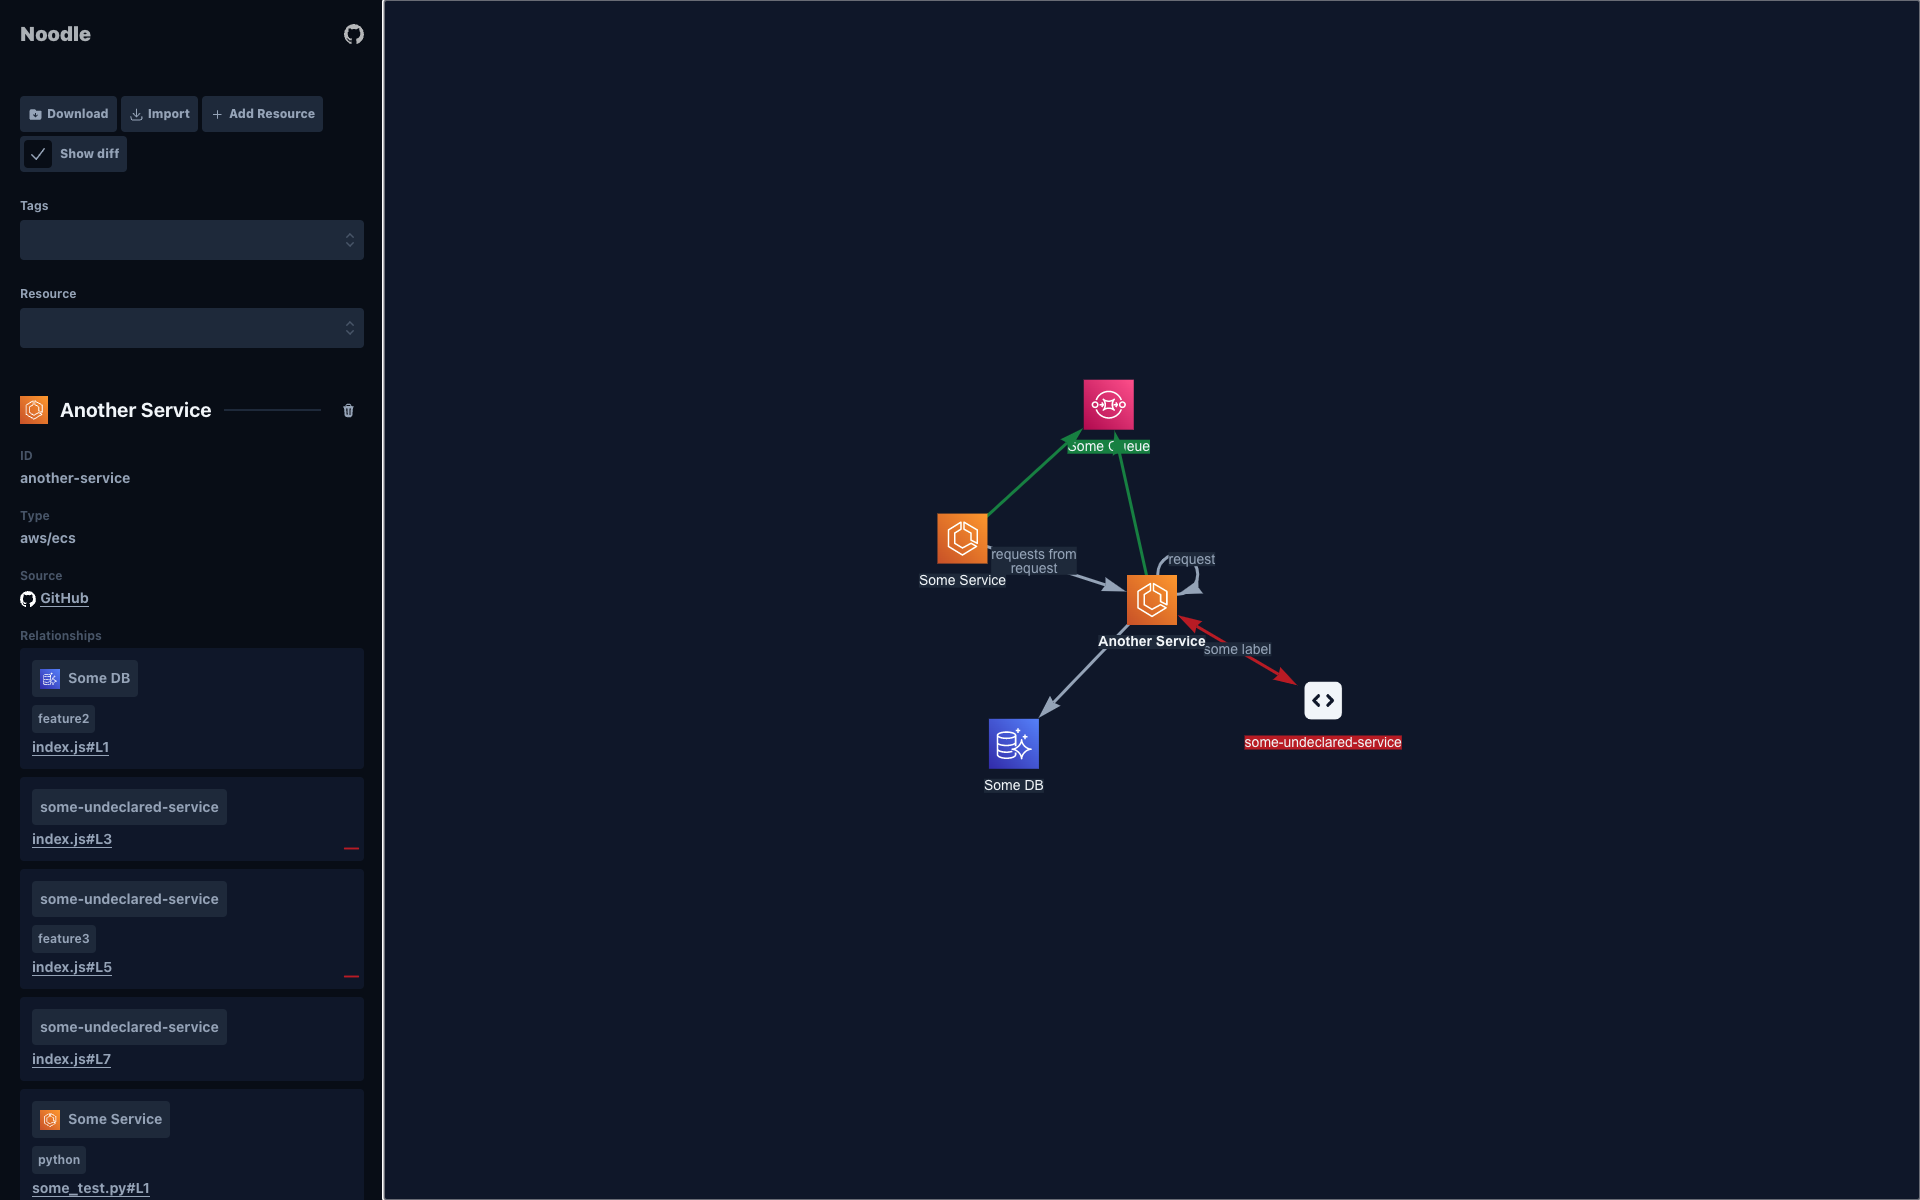 Noodle
Download
Import
Add Resource
Show diff
Tags
Resource
Another Service
ID
another-service
Type
aws/ecs
Source
GitHub
Relationships
Some DB
feature2
index.js#L1
some-undeclared-service
index.js#L3
some-undeclared-service
feature3
index.js#L5
some-undeclared-service
index.js#L7
Some Service
python
some_test.py#L1
Some Queue
requests from
request
Some Service
request
Another Service
some label
some-undeclared-service
Some DB